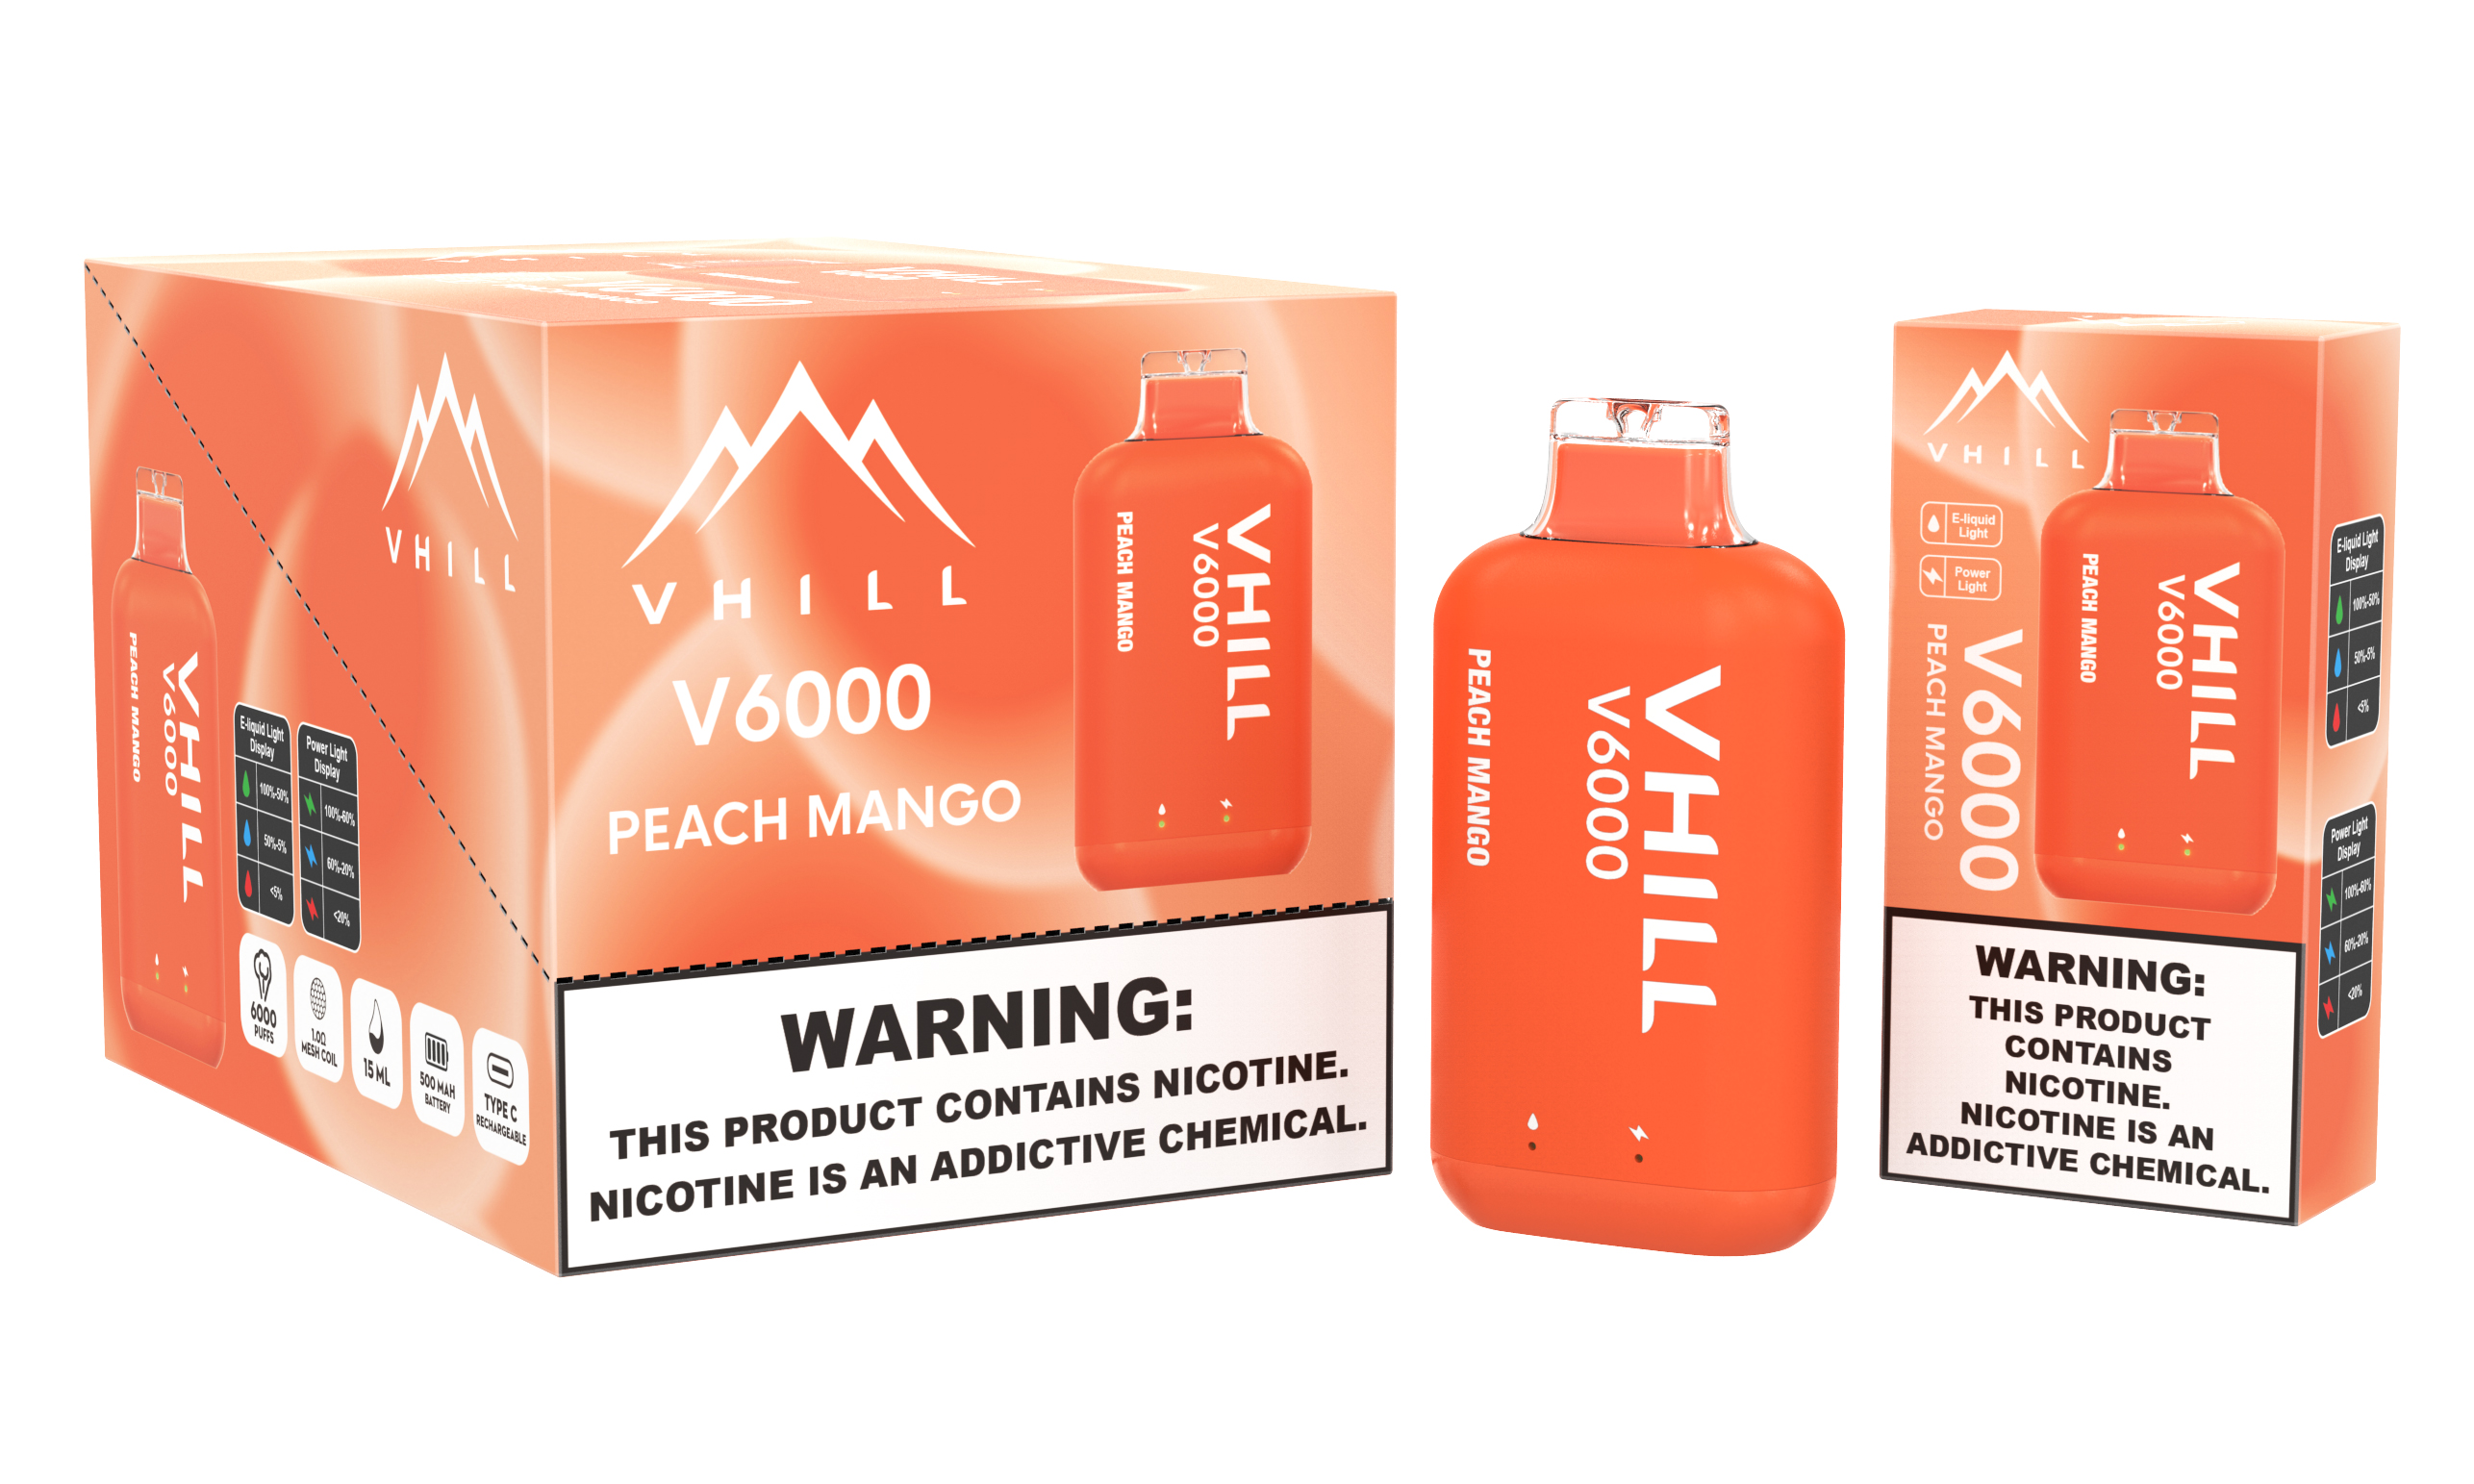 VHILL
V6000
PEACH MANGO
VHILL
E-liquid Light
Display
100%-50%
50%-5%
<5%
Power Light
Display
100%-60%
60%-20%
<20%
6000
PUFFS
1.0Ω
MESH COIL
15 ML
500 MAH
BATTERY
TYPE C
RECHARGEABLE
VHILL
V6000
PEACH MANGO
VHILL
V6000
PEACH MANGO
WARNING:
THIS PRODUCT CONTAINS NICOTINE.
NICOTINE IS AN ADDICTIVE CHEMICAL.
VHILL
V6000
PEACH MANGO
VHILL
E-liquid
Light
Power
Light
V6000
PEACH MANGO
VHILL
V6000
PEACH MANGO
WARNING:
THIS PRODUCT
CONTAINS
NICOTINE.
NICOTINE IS AN
ADDICTIVE CHEMICAL.
E-liquid Light
Display
100%-50%
50%-5%
<5%
Power Light
Display
100%-60%
60%-20%
<20%